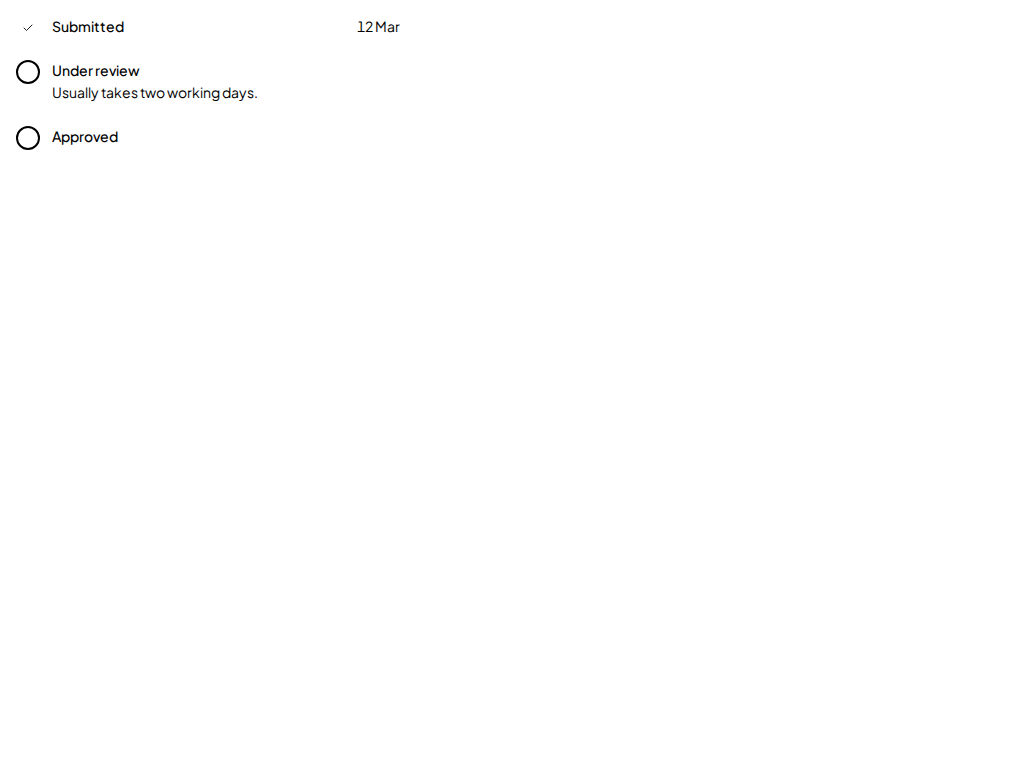 Submitted
12 Mar
Under review
Usually takes two working days.
Approved